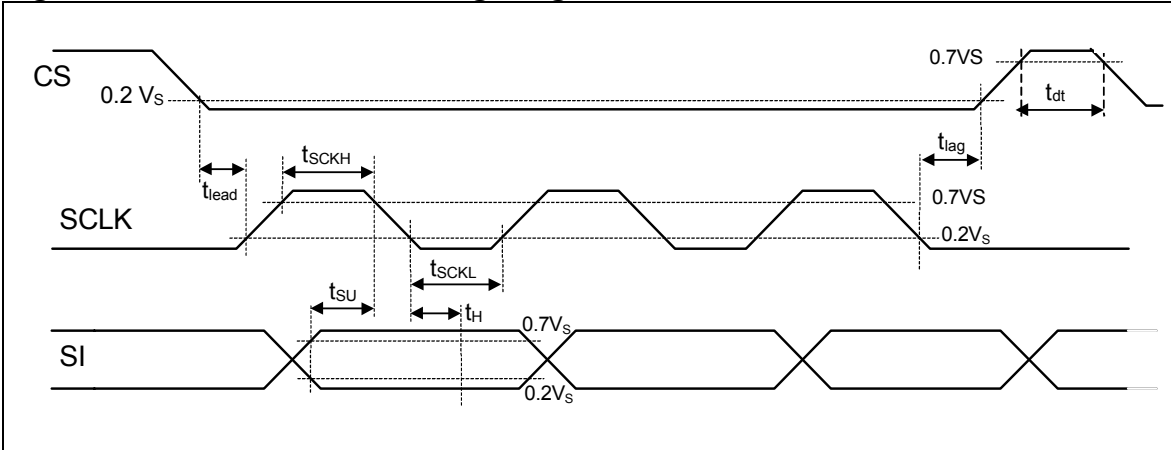 CS
0.2 VS
0.7VS
tdt
tlead
tSCKH
tlag
SCLK
0.7VS
0.2VS
tSCKL
tSU
tH
0.7VS
SI
0.2VS